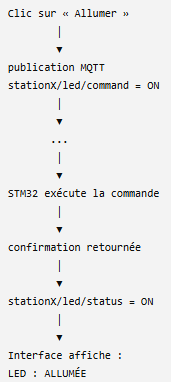 Clic sur « Allumer »
│
▼
publication MQTT
stationX/led/command = ON
│
▼
...
│
▼
STM32 exécute la commande
│
▼
confirmation retournée
│
▼
stationX/led/status = ON
│
▼
Interface affiche :
LED : ALLUMÉE